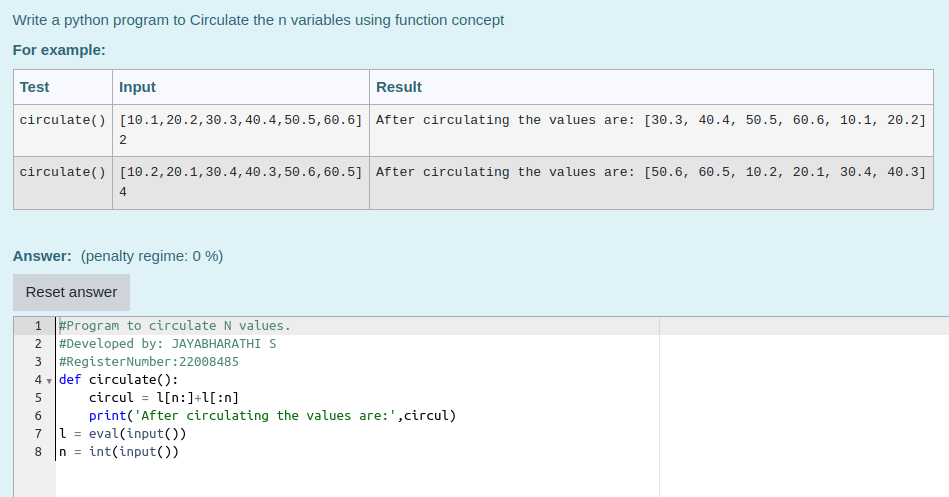 Write a python program to Circulate the n variables using function concept
For example:
Test Input Result
circulate() [10.1,20.2,30.3,40.4,50.5,60.6] After circulating the values are: [30.3, 40.4, 50.5, 60.6, 10.1, 20.2]
2
circulate() [10.2,20.1,30.4,40.3,50.6,60.5] After circulating the values are: [50.6, 60.5, 10.2, 20.1, 30.4, 40.3]
4
Answer: (penalty regime: 0 %)
Reset answer
1 #Program to circulate N values.
2 #Developed by: JAYABHARATHI S
3 #RegisterNumber:22008485
4 def circulate():
5     circul = l[n:]+l[:n]
6     print('After circulating the values are:',circul)
7 l = eval(input())
8 n = int(input())